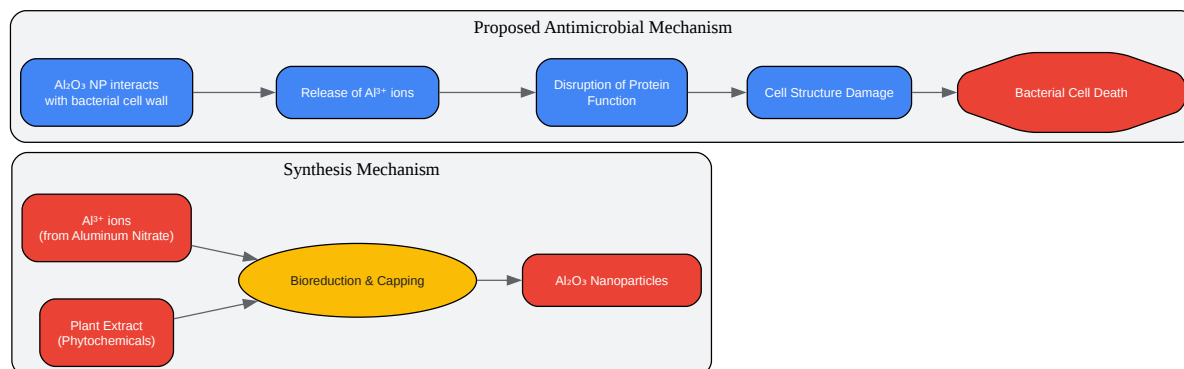 Proposed Antimicrobial Mechanism
Al₂O₃ NP interacts
with bacterial cell wall
Release of Al³⁺ ions
Disruption of Protein
Function
Cell Structure Damage
Bacterial Cell Death
Synthesis Mechanism
Al³⁺ ions
(from Aluminum Nitrate)
Plant Extract
(Phytochemicals)
Bioreduction & Capping
Al₂O₃ Nanoparticles